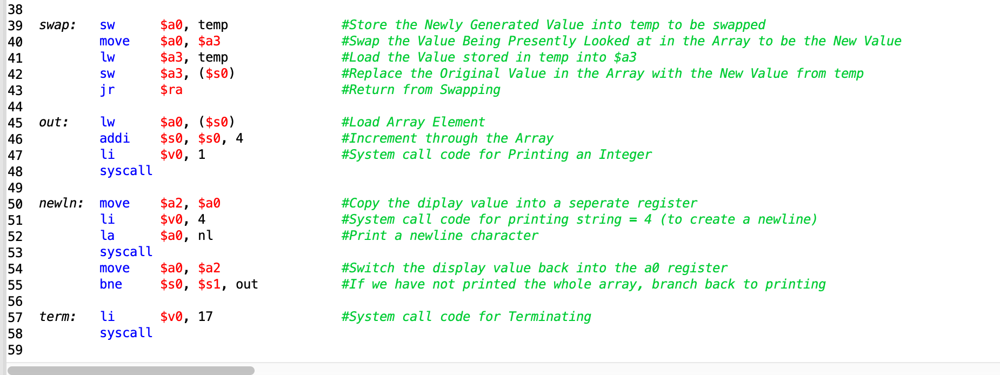 38
39 swap: sw $a0, temp #Store the Newly Generated Value into temp to be swapped
40 move $a0, $a3 #Swap the Value Being Presently Looked at in the Array to be the New Value
41 lw $a3, temp #Load the Value stored in temp into $a3
42 sw $a3, ($s0) #Replace the Original Value in the Array with the New Value from temp
43 jr $ra #Return from Swapping
44
45 out: lw $a0, ($s0) #Load Array Element
46 addi $s0, $s0, 4 #Increment through the Array
47 li $v0, 1 #System call code for Printing an Integer
48 syscall
49
50 newln: move $a2, $a0 #Copy the diplay value into a seperate register
51 li $v0, 4 #System call code for printing string = 4 (to create a newline)
52 la $a0, nl #Print a newline character
53 syscall
54 move $a0, $a2 #Switch the display value back into the a0 register
55 bne $s0, $s1, out #If we have not printed the whole array, branch back to printing
56
57 term: li $v0, 17 #System call code for Terminating
58 syscall
59